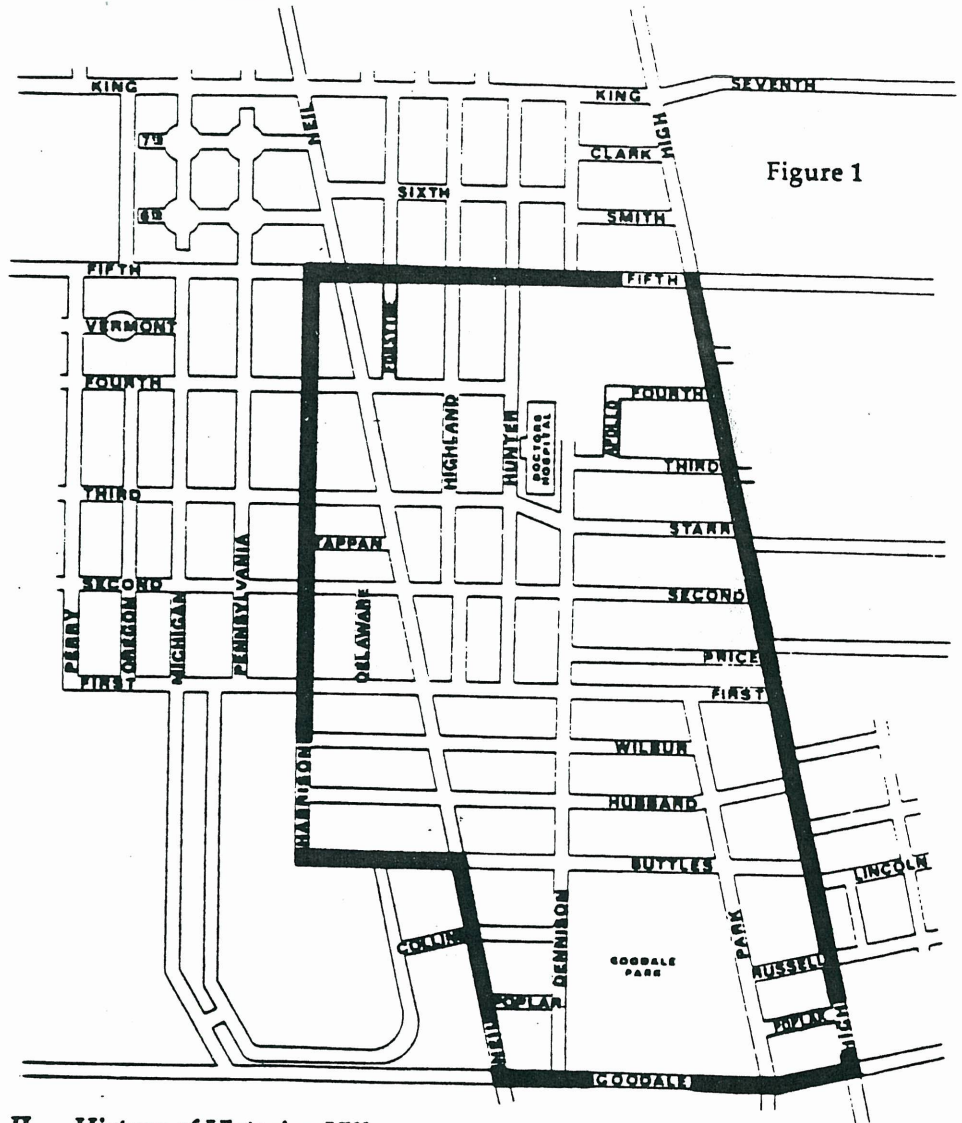 KING
SEVENTH
KING
NEIL
HIGH
7TH
CLARK
Figure 1
SIXTH
6TH
SMITH
FIFTH
FIFTH
VERMONT
FORSYTHE
FOURTH
FOURTH
HIGHLAND
HUNTER
DOCTORS
HOSPITAL
APOLLO
THIRD
THIRD
STARR
TAPPAN
PENNSYLVANIA
SECOND
SECOND
PERRY
OREGON
MICHIGAN
DELAWARE
PRICE
FIRST
FIRST
WILBUR
HARRISON
HUBBARD
BUTTLES
LINCOLN
COLLINS
DENNISON
PARK
GOODALE
PARK
RUSSELL
POPLAR
POPLAR
NEIL
HIGH
GOODALE